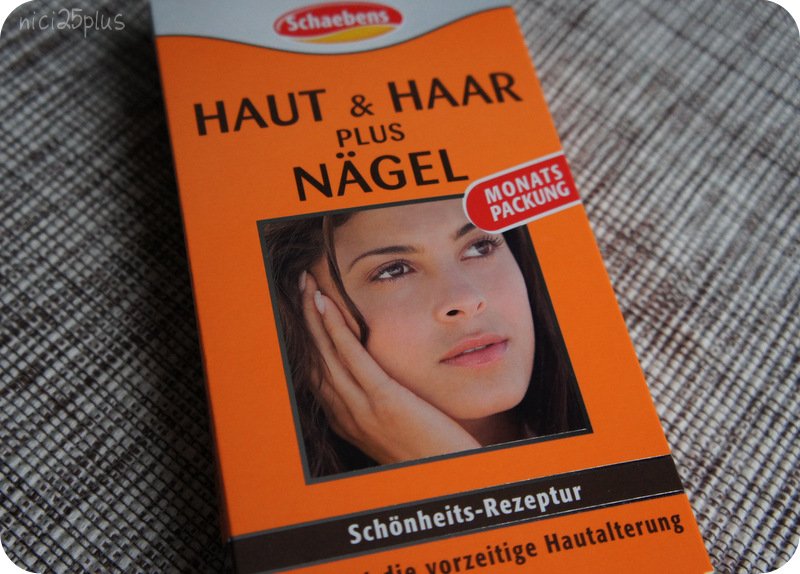 nici25plus
Schaebens
HAUT & HAAR
PLUS
NÄGEL
MONATS
PACKUNG
Schönheits-Rezeptur
die vorzeitige Hautalterung